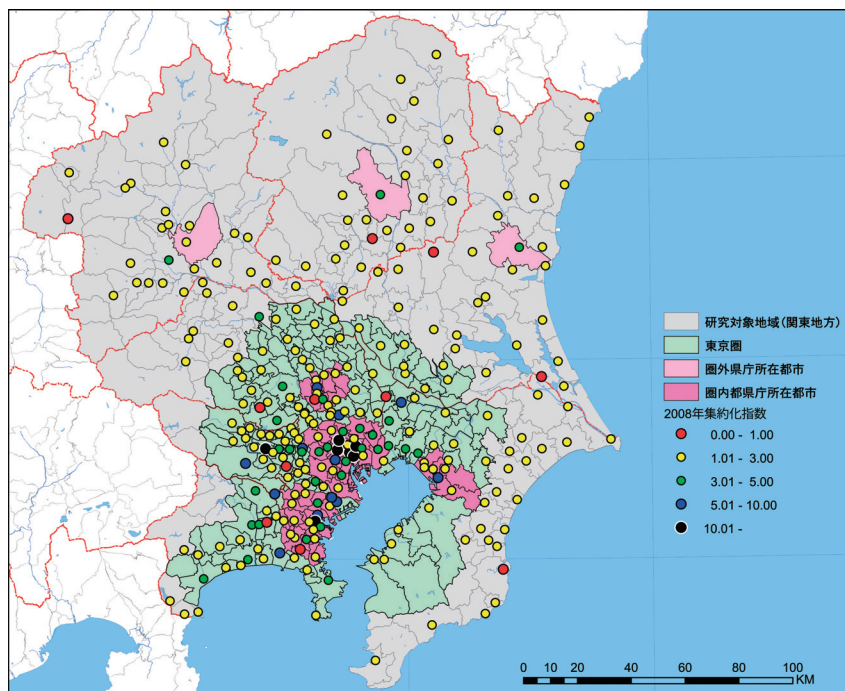 研究対象地域(関東地方)
東京圏
圏外県庁所在都市
圏内都県庁所在都市
2008年集約化指数
0.00 - 1.00
1.01 - 3.00
3.01 - 5.00
5.01 - 10.00
10.01 -
0 5 10 20 40 60 80 100
KM